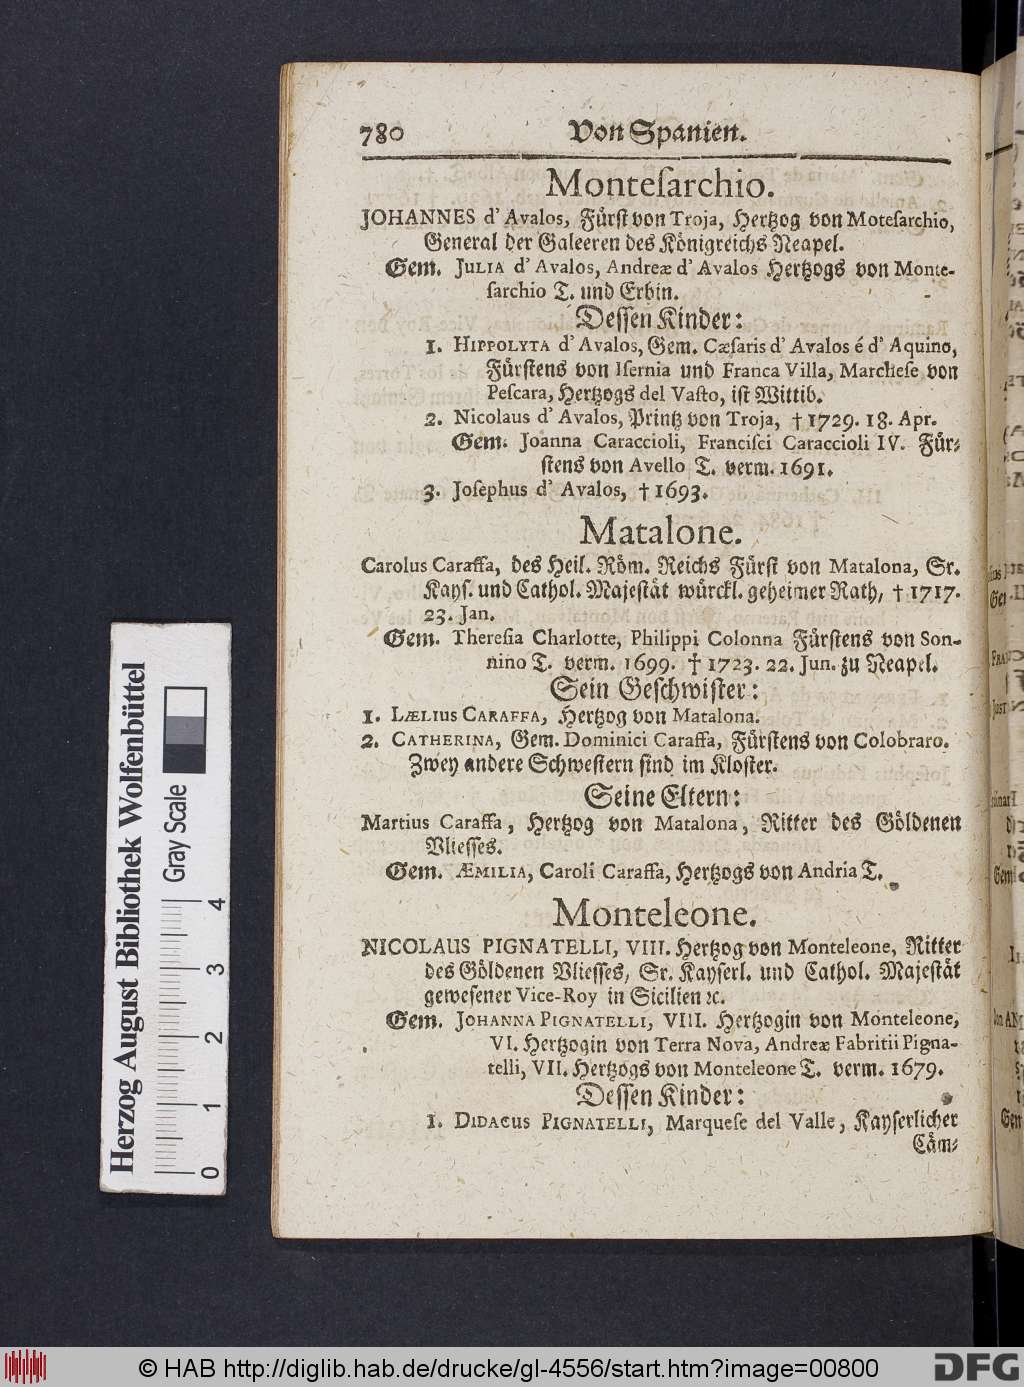 780 Von Spanien.
Monteſarchio.
JOHANNES d' Avalos, Fürſt von Troja, Hertzog von Moteſarchio,
General der Galeeren des Königreichs Neapel.
Gem. JULIA d' Avalos, Andreæ d' Avalos Hertzogs von Monte-
ſarchio T. und Erbin.
Deſſen Kinder:
1. HIPPOLYTA d' Avalos, Gem. Cæſaris d' Avalos é d' Aquino,
Fürſtens von Iſernia und Franca Villa, Marcheſe von
Peſcara, Hertzogs del Vaſto, iſt Wittib.
2. Nicolaus d' Avalos, Printz von Troja, † 1729. 18. Apr.
Gem. Joanna Caraccioli, Franciſci Caraccioli IV. Für-
ſtens von Avello T. verm. 1691.
3. Joſephus d' Avalos, † 1693.
Matalone.
Carolus Caraffa, des Heil. Röm. Reichs Fürſt von Matalona, Sr.
Kayſ. und Cathol. Majeſtät würckl. geheimer Rath, † 1717.
23. Jan.
Gem. Thereſia Charlotte, Philippi Colonna Fürſtens von Son-
nino T. verm. 1699. † 1723. 22. Jun. zu Neapel.
Sein Geſchwiſter:
1. LÆLIUS CARAFFA, Hertzog von Matalona.
2. CATHERINA, Gem. Dominici Caraffa, Fürſtens von Colobraro.
Zwey andere Schweſtern ſind im Kloſter.
Seine Eltern:
Martius Caraffa, Hertzog von Matalona, Ritter des Göldenen
Vlieſſes.
Gem. ÆMILIA, Caroli Caraffa, Hertzogs von Andria T.
Monteleone.
NICOLAUS PIGNATELLI, VIII. Hertzog von Monteleone, Ritter
des Göldenen Vlieſſes, Sr. Kayſerl. und Cathol. Majeſtät
geweſener Vice-Roy in Sicilien ꝛc.
Gem. JOHANNA PIGNATELLI, VIII. Hertzogin von Monteleone,
VI. Hertzogin von Terra Nova, Andreæ Fabritii Pigna-
telli, VII. Hertzogs von Monteleone T. verm. 1679.
Deſſen Kinder:
1. DIDACUS PIGNATELLI, Marqueſe del Valle, Kayſerlicher
Cäm-
Herzog August Bibliothek Wolfenbüttel
Gray Scale
0 1 2 3 4
© HAB http://diglib.hab.de/drucke/gl-4556/start.htm?image=00800
DFG